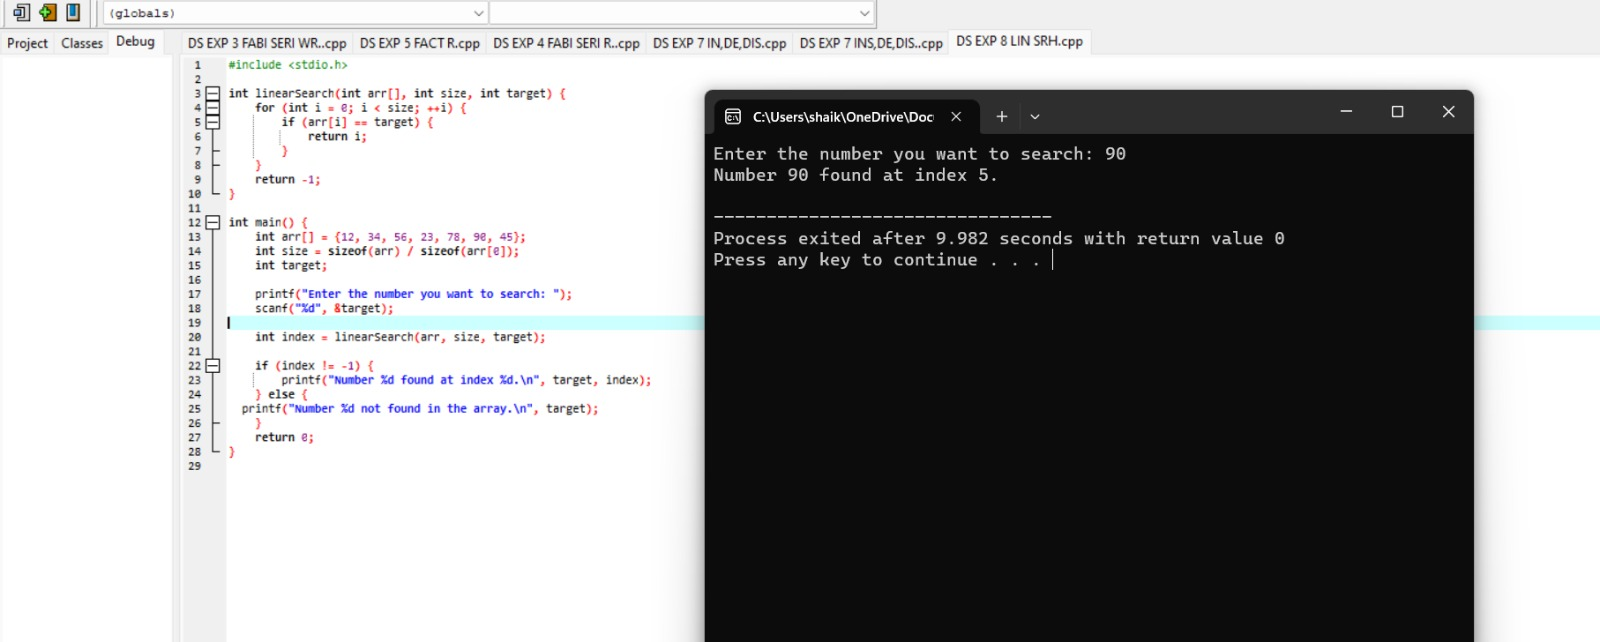 (globals)
Project Classes Debug
DS EXP 3 FABI SERI WR..cpp DS EXP 5 FACT R.cpp DS EXP 4 FABI SERI R..cpp DS EXP 7 IN,DE,DIS.cpp DS EXP 7 INS,DE,DIS..cpp DS EXP 8 LIN SRH.cpp
1 #include <stdio.h>
2
3 int linearSearch(int arr[], int size, int target) {
4 for (int i = 0; i < size; ++i) {
5 if (arr[i] == target) {
6 return i;
7 }
8 }
9 return -1;
10 }
11
12 int main() {
13 int arr[] = {12, 34, 56, 23, 78, 90, 45};
14 int size = sizeof(arr) / sizeof(arr[0]);
15 int target;
16
17 printf("Enter the number you want to search: ");
18 scanf("%d", &target);
19
20 int index = linearSearch(arr, size, target);
21
22 if (index != -1) {
23 printf("Number %d found at index %d.\n", target, index);
24 } else {
25 printf("Number %d not found in the array.\n", target);
26 }
27 return 0;
28 }
29
C:\Users\shaik\OneDrive\Doc
Enter the number you want to search: 90
Number 90 found at index 5.
--------------------------------
Process exited after 9.982 seconds with return value 0
Press any key to continue . . .